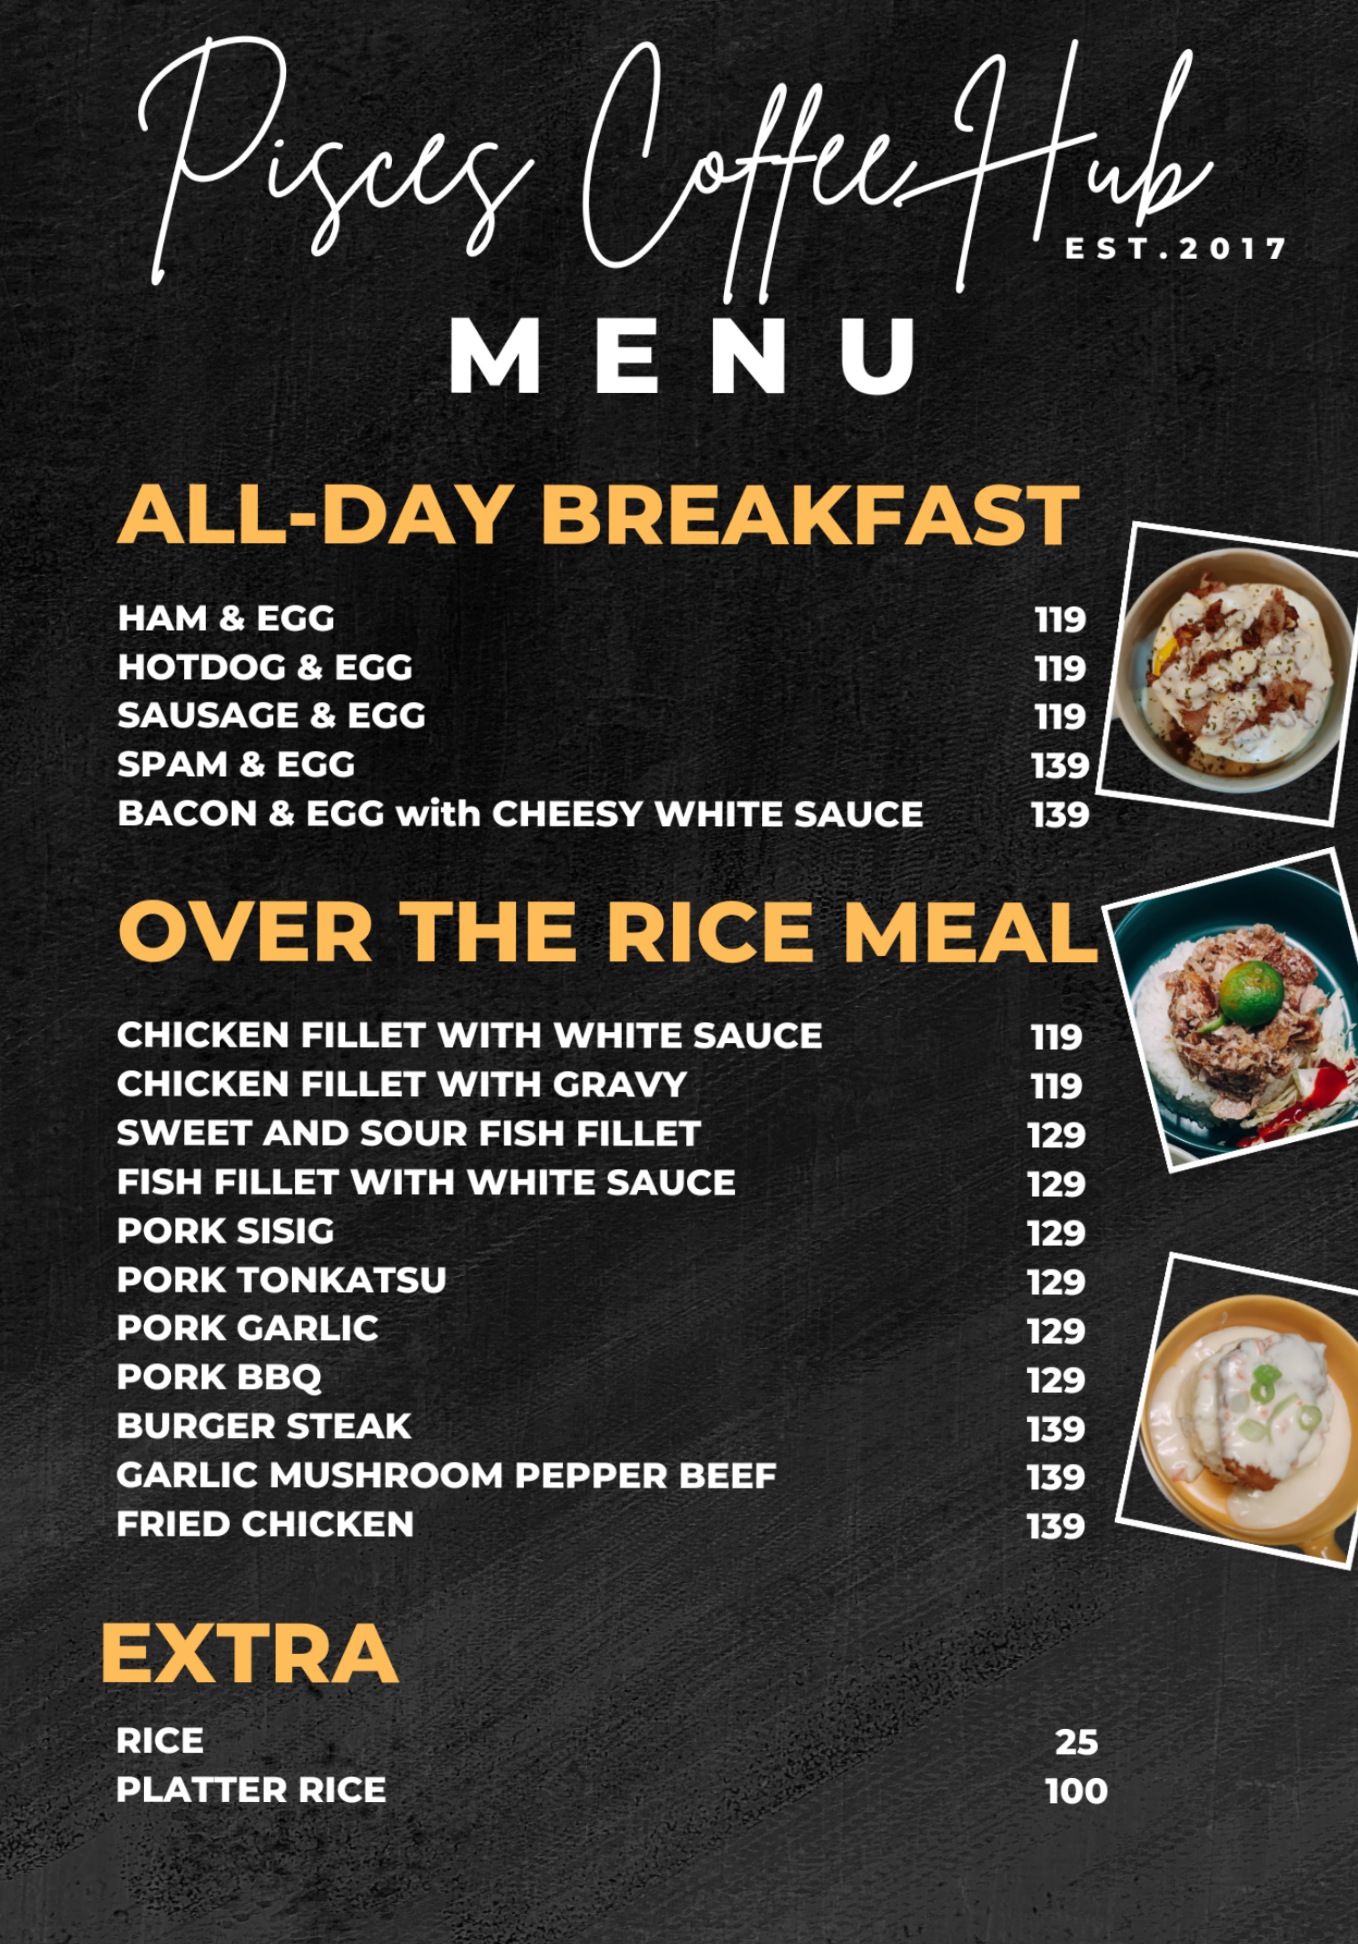 Pisces Coffee Hub
EST.2017
MENU
ALL-DAY BREAKFAST
HAM & EGG 119
HOTDOG & EGG 119
SAUSAGE & EGG 119
SPAM & EGG 139
BACON & EGG with CHEESY WHITE SAUCE 139
OVER THE RICE MEAL
CHICKEN FILLET WITH WHITE SAUCE 119
CHICKEN FILLET WITH GRAVY 119
SWEET AND SOUR FISH FILLET 129
FISH FILLET WITH WHITE SAUCE 129
PORK SISIG 129
PORK TONKATSU 129
PORK GARLIC 129
PORK BBQ 129
BURGER STEAK 139
GARLIC MUSHROOM PEPPER BEEF 139
FRIED CHICKEN 139
EXTRA
RICE 25
PLATTER RICE 100